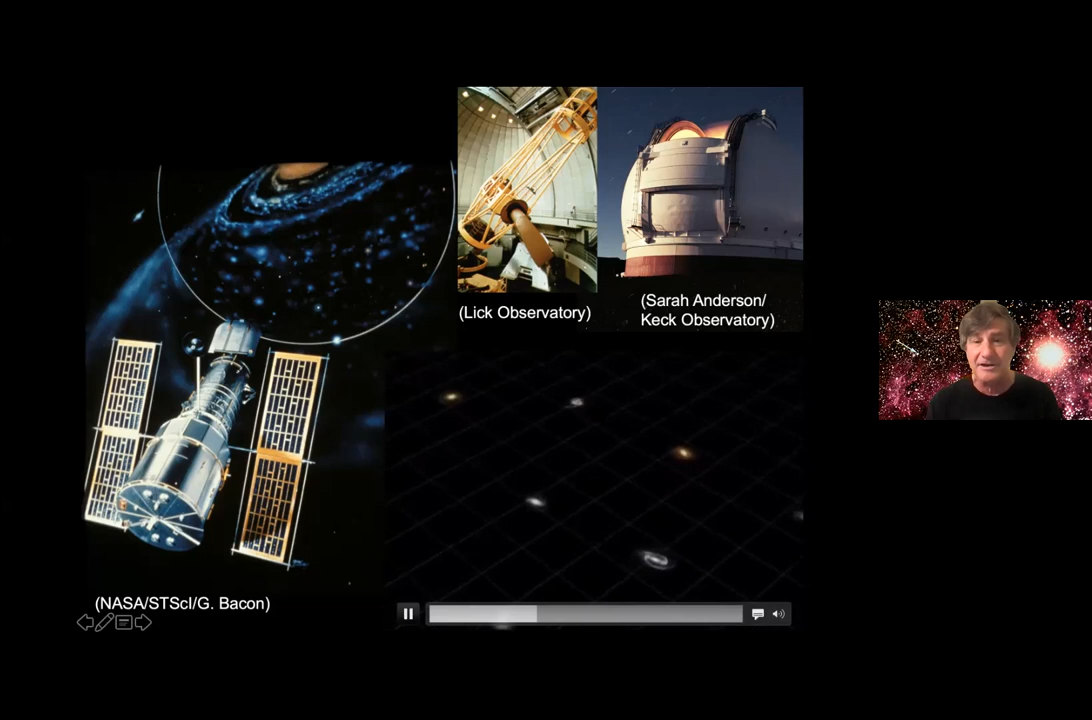 (Lick Observatory)
(Sarah Anderson/
Keck Observatory)
(NASA/STScI/G. Bacon)